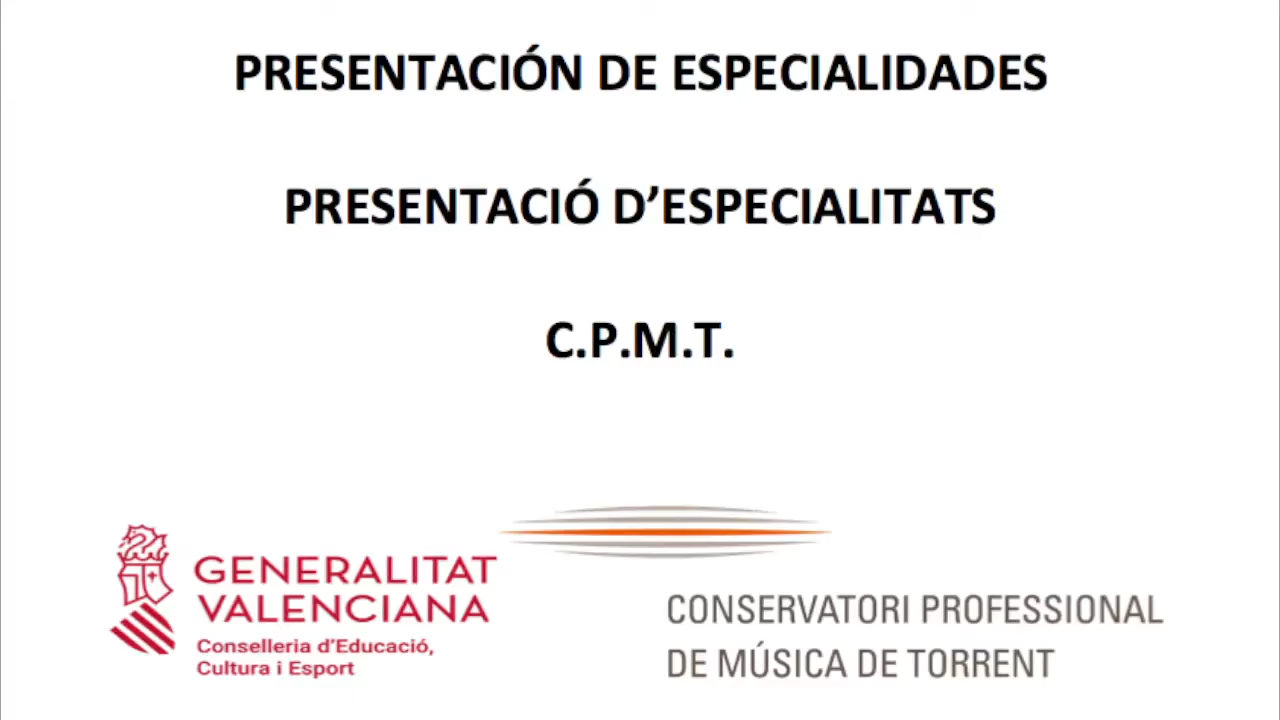 PRESENTACIÓN DE ESPECIALIDADES
PRESENTACIÓ D’ESPECIALITATS
C.P.M.T.
GENERALITAT
VALENCIANA
Conselleria d’Educació,
Cultura i Esport
CONSERVATORI PROFESSIONAL
DE MÚSICA DE TORRENT